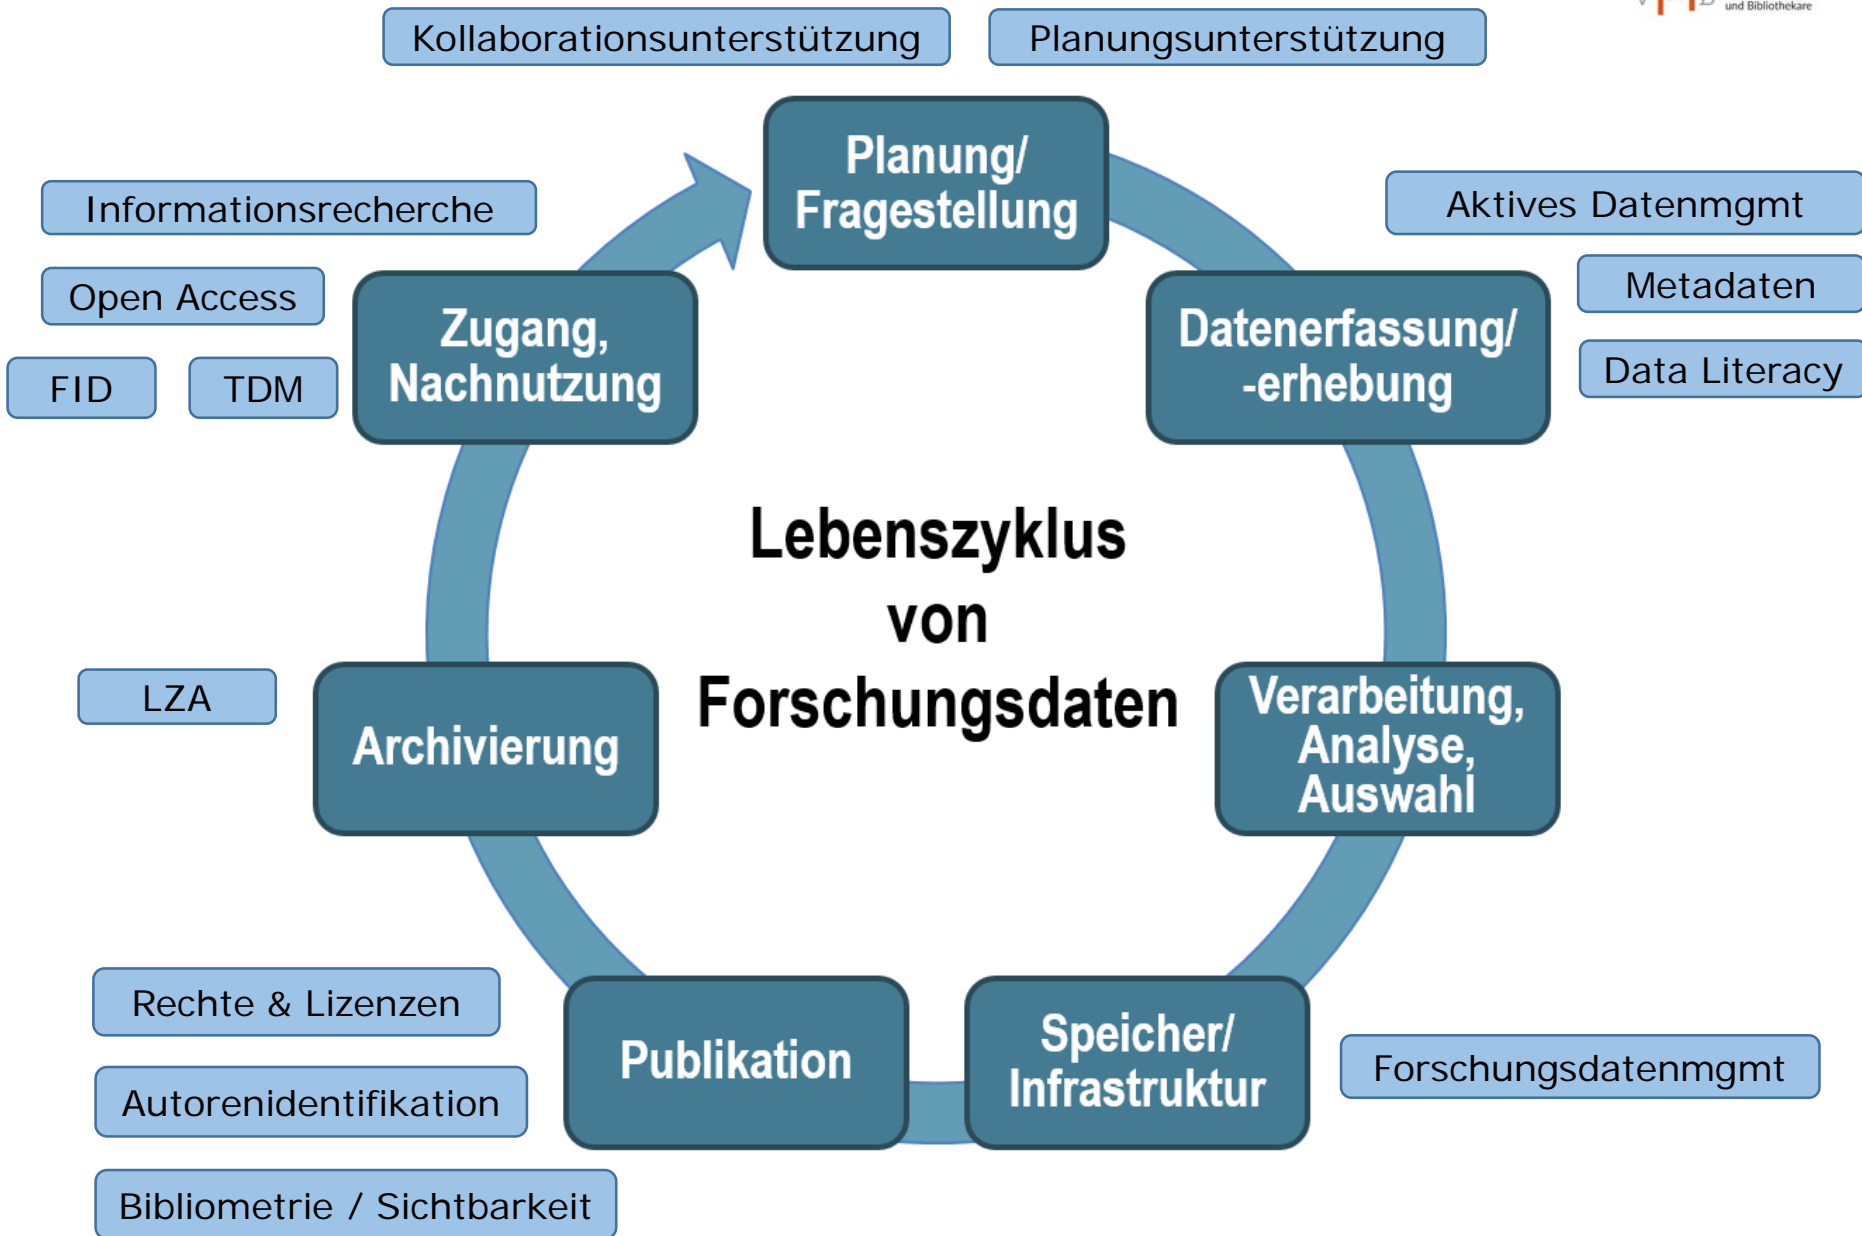 und Bibliothekare
Kollaborationsunterstützung
Planungsunterstützung
Planung/
Fragestellung
Informationsrecherche
Aktives Datenmgmt
Open Access
Metadaten
Zugang,
Nachnutzung
Datenerfassung/
-erhebung
FID
TDM
Data Literacy
Lebenszyklus
von
Forschungsdaten
LZA
Archivierung
Verarbeitung,
Analyse,
Auswahl
Rechte & Lizenzen
Publikation
Speicher/
Infrastruktur
Forschungsdatenmgmt
Autorenidentifikation
Bibliometrie / Sichtbarkeit